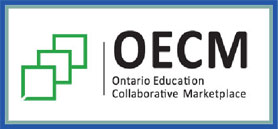 OECM
Ontario Education
Collaborative Marketplace